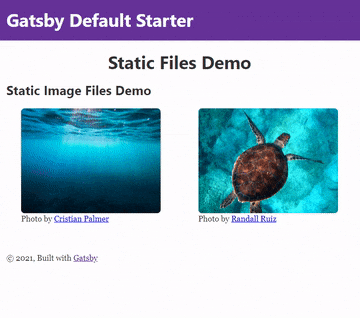 Gatsby Default Starter
Static Files Demo
Static Image Files Demo
Photo by Cristian Palmer
Photo by Randall Ruiz
© 2021, Built with Gatsby